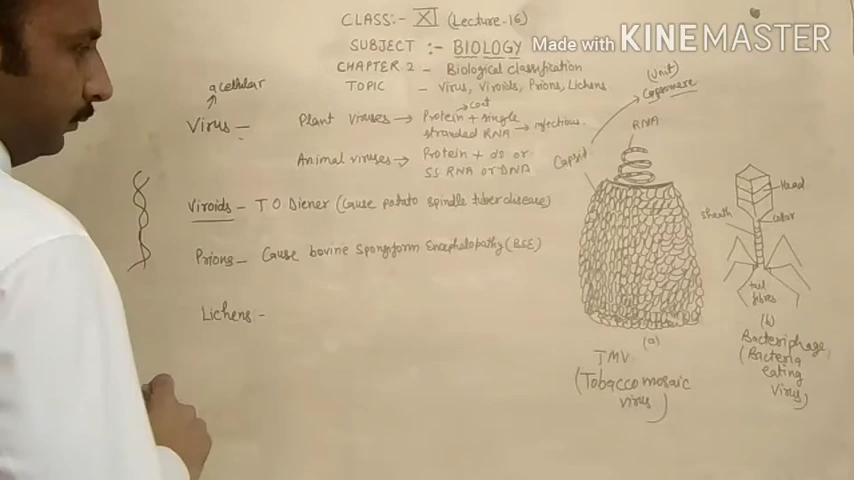 CLASS:- XI (Lecture-16)
SUBJECT :- BIOLOGY
Made with KINEMASTER
CHAPTER 2 - Biological classification
TOPIC - Virus, Viroids, Prions, Lichens
acellular
Virus -
Plant Viruses → Protein + single
coat
stranded RNA → infectious.
Animal viruses → Protein + ds or
SS RNA or DNA
Viroids - T O Diener (Cause potato spindle tuber disease)
Prions - Cause bovine Spongiform Encephalopathy (BSE)
Lichens -
(Unit)
Capsomere
RNA
Capsid
(a)
TMV
(Tobacco mosaic
virus)
Head
sheath
collar
tail
fibres
(b)
Bacteriphage
(Bacteria
eating
Virus)